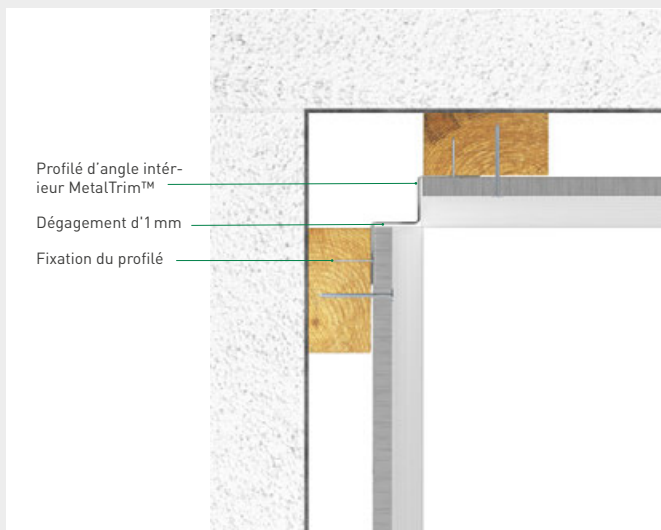 Profilé d'angle intér-
ieur MetalTrim™
Dégagement d'1 mm
Fixation du profilé